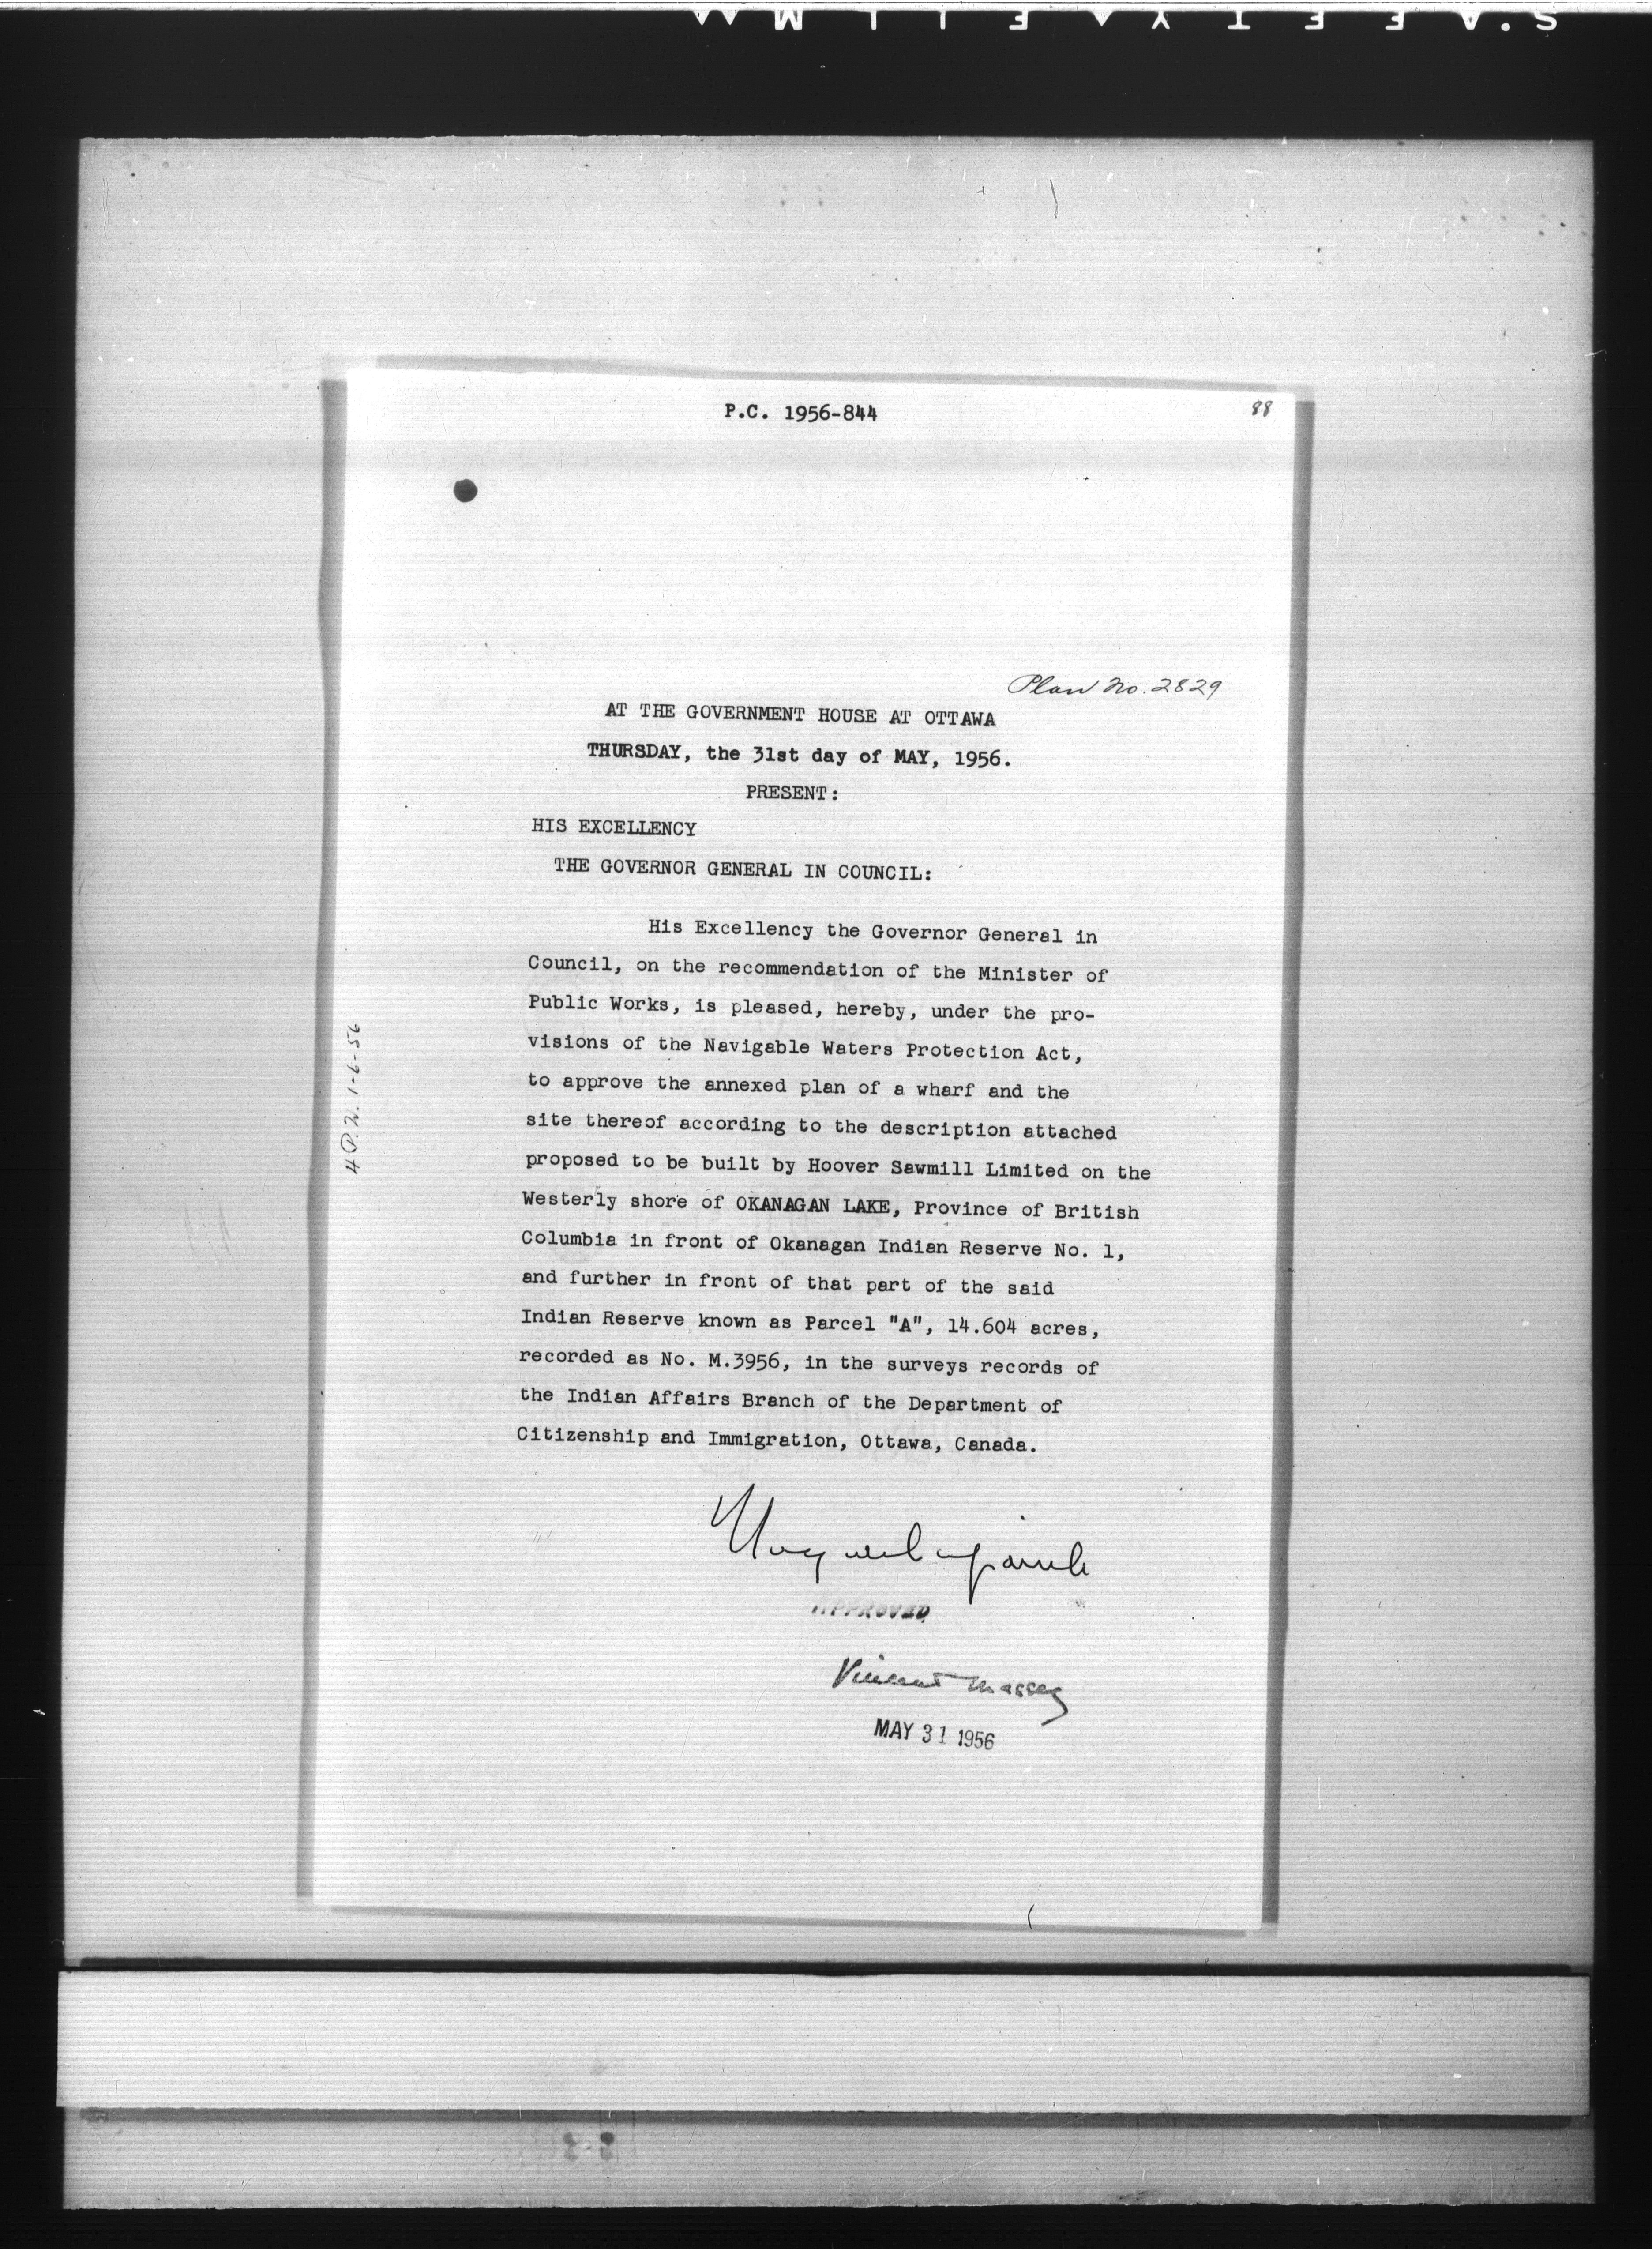 P.C. 1956-844
88
Plan No. 2829
AT THE GOVERNMENT HOUSE AT OTTAWA
THURSDAY, the 31st day of MAY, 1956.
PRESENT:
HIS EXCELLENCY
THE GOVERNOR GENERAL IN COUNCIL:
His Excellency the Governor General in
Council, on the recommendation of the Minister of
Public Works, is pleased, hereby, under the pro-
visions of the Navigable Waters Protection Act,
to approve the annexed plan of a wharf and the
site thereof according to the description attached
proposed to be built by Hoover Sawmill Limited on the
Westerly shore of OKANAGAN LAKE, Province of British
Columbia in front of Okanagan Indian Reserve No. 1,
and further in front of that part of the said
Indian Reserve known as Parcel "A", 14.604 acres,
recorded as No. M.3956, in the surveys records of
the Indian Affairs Branch of the Department of
Citizenship and Immigration, Ottawa, Canada.
APPROVED
Vincent Massey
MAY 31 1956
4 P.W. 1-6-56